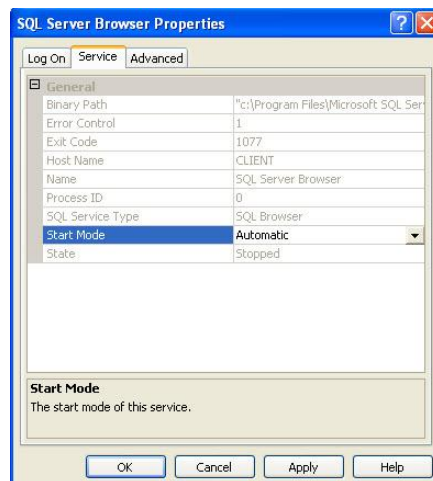 SQL Server Browser Properties
Log On Service Advanced
General
Binary Path "c:\Program Files\Microsoft SQL Ser
Error Control 1
Exit Code 1077
Host Name CLIENT
Name SQL Server Browser
Process ID 0
SQL Service Type SQL Browser
Start Mode Automatic
State Stopped
Start Mode
The start mode of this service.
OK Cancel Apply Help